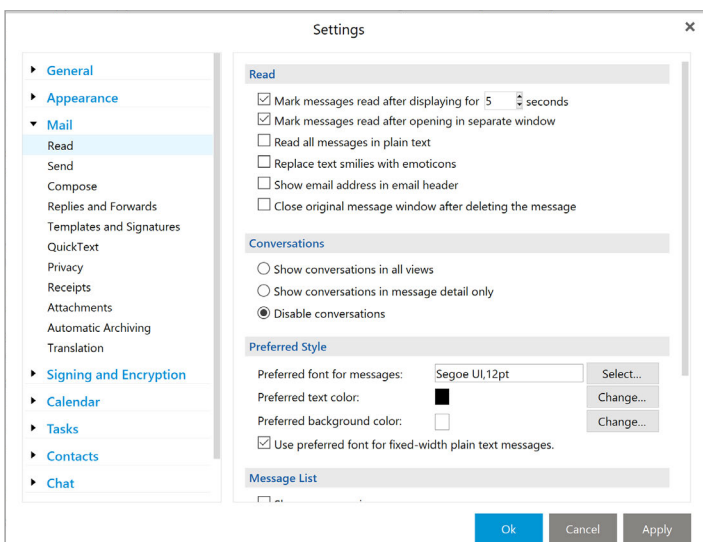 Settings
General
Appearance
Mail
Read
Send
Compose
Replies and Forwards
Templates and Signatures
QuickText
Privacy
Receipts
Attachments
Automatic Archiving
Translation
Signing and Encryption
Calendar
Tasks
Contacts
Chat
Read
Mark messages read after displaying for 5 seconds
Mark messages read after opening in separate window
Read all messages in plain text
Replace text smilies with emoticons
Show email address in email header
Close original message window after deleting the message
Conversations
Show conversations in all views
Show conversations in message detail only
Disable conversations
Preferred Style
Preferred font for messages: Segoe UI,12pt Select...
Preferred text color: Change...
Preferred background color: Change...
Use preferred font for fixed-width plain text messages.
Message List
Ok Cancel Apply